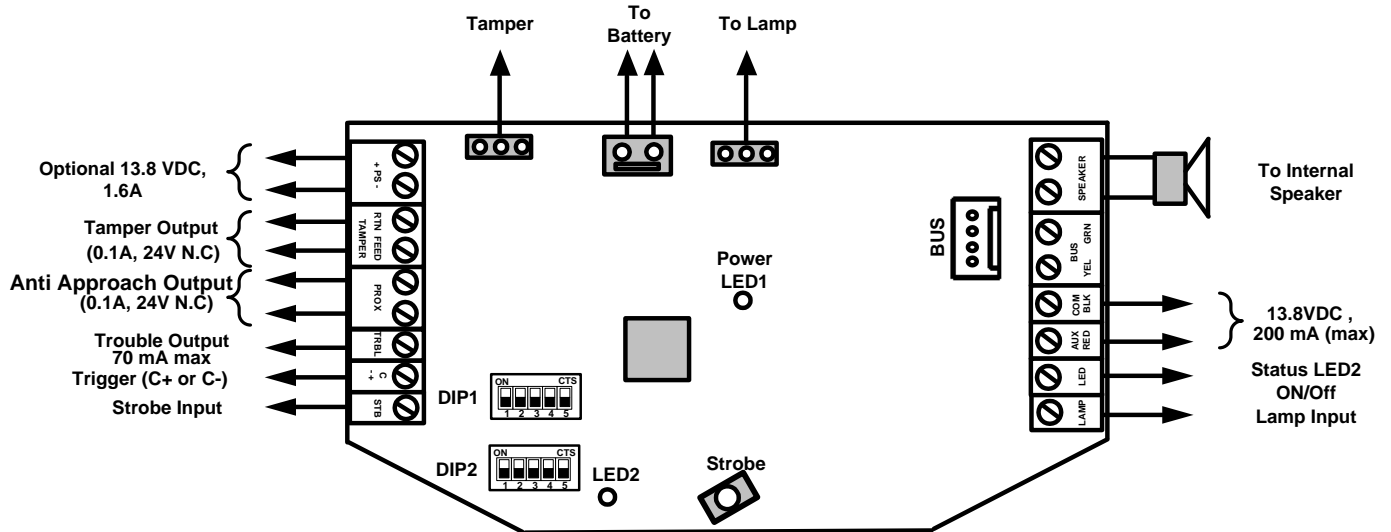 Tamper
To
Battery
To Lamp
Optional 13.8 VDC,
1.6A
+ PS -
Tamper Output
(0.1A, 24V N.C)
RTN FEED
TAMPER
Anti Approach Output
(0.1A, 24V N.C)
PROX
Trouble Output
70 mA max
TRBL
Trigger (C+ or C-)
C
- +
Strobe Input
STB
DIP1
ON CTS
1 2 3 4 5
DIP2
ON CTS
1 2 3 4 5
LED2
Strobe
Power
LED1
BUS
SPEAKER
To Internal
Speaker
BUS
YEL GRN
COM
BLK
AUX
RED
13.8VDC ,
200 mA (max)
LED
Status LED2
ON/Off
LAMP
Lamp Input